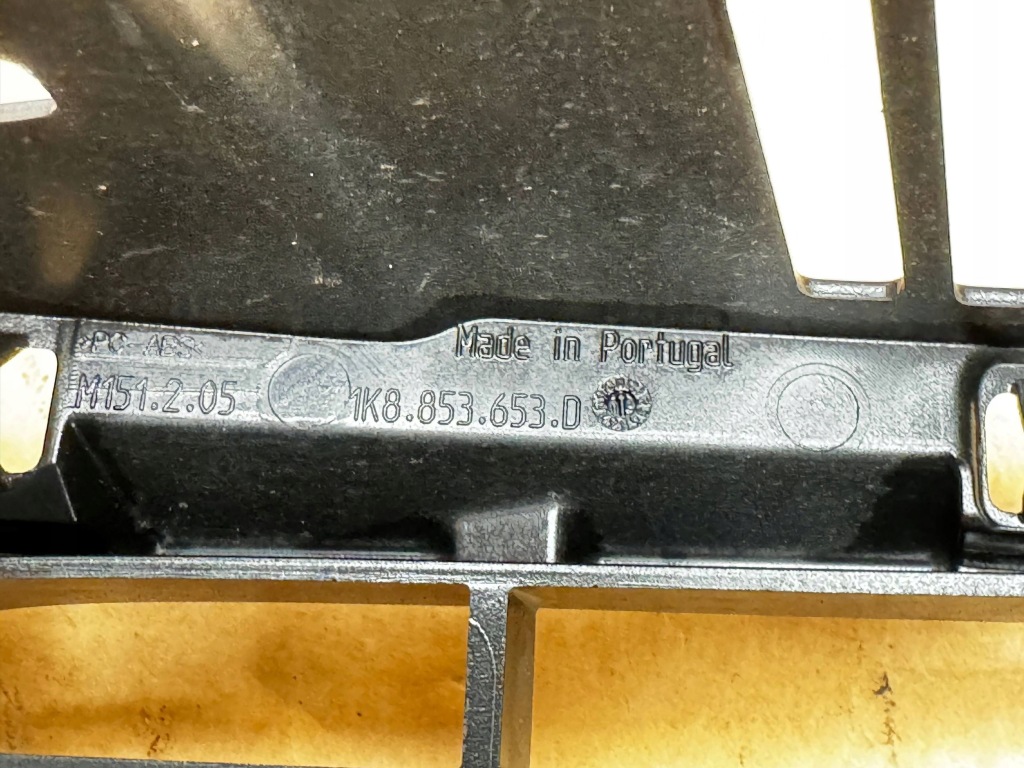 Made in Portugal
>PC-ABS<
M151.2.05
1K8.853.653.D